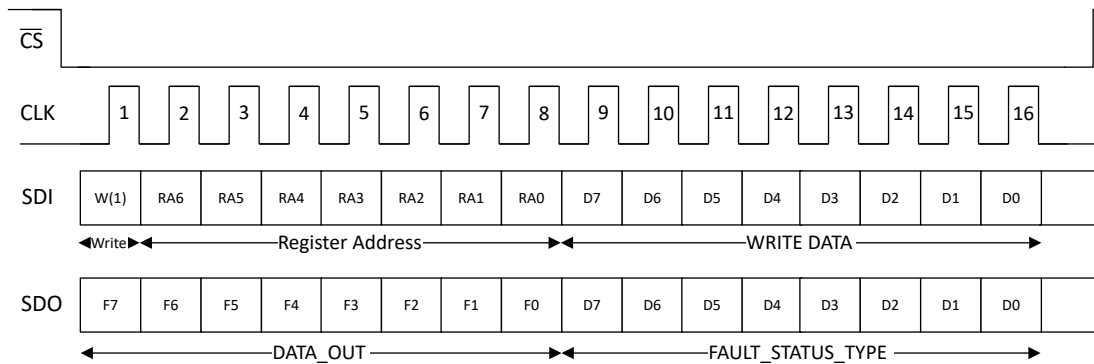 CS
CLK 1 2 3 4 5 6 7 8 9 10 11 12 13 14 15 16
SDI W(1) RA6 RA5 RA4 RA3 RA2 RA1 RA0 D7 D6 D5 D4 D3 D2 D1 D0
Write Register Address WRITE DATA
SDO F7 F6 F5 F4 F3 F2 F1 F0 D7 D6 D5 D4 D3 D2 D1 D0
DATA_OUT FAULT_STATUS_TYPE